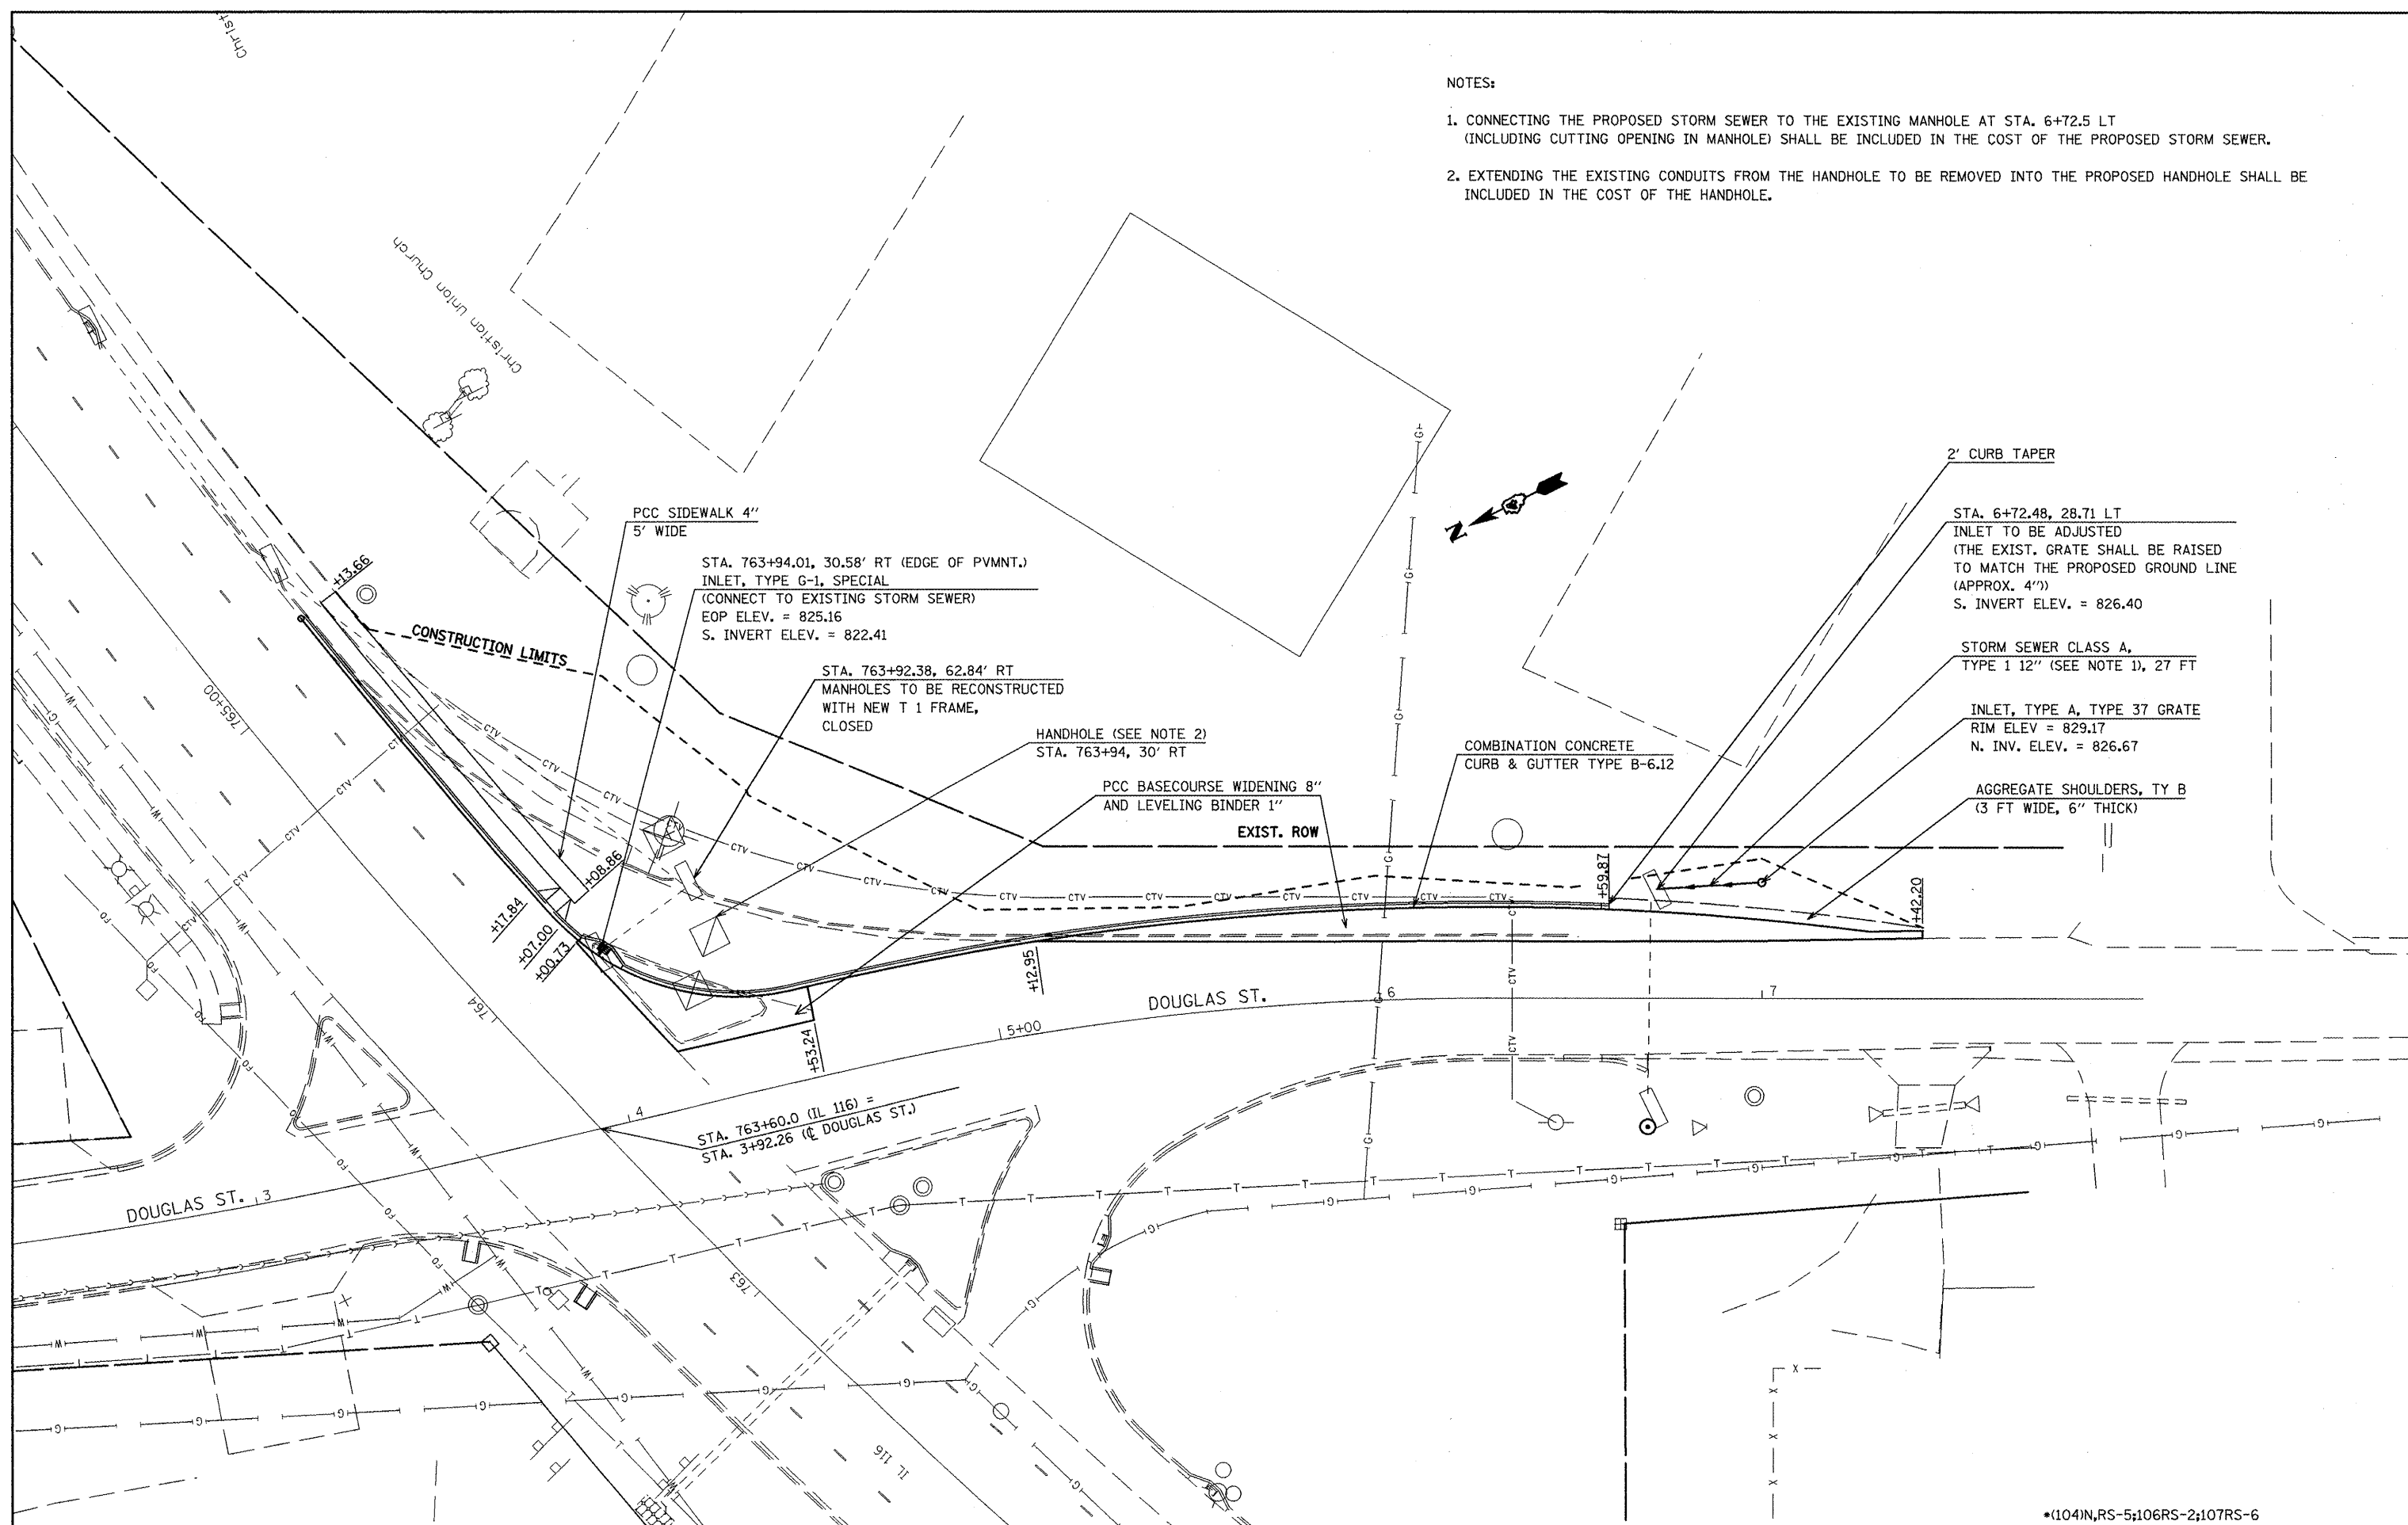 NOTES:
1. CONNECTING THE PROPOSED STORM SEWER TO THE EXISTING MANHOLE AT STA. 6+72.5 LT
(INCLUDING CUTTING OPENING IN MANHOLE) SHALL BE INCLUDED IN THE COST OF THE PROPOSED STORM SEWER.
2. EXTENDING THE EXISTING CONDUITS FROM THE HANDHOLE TO BE REMOVED INTO THE PROPOSED HANDHOLE SHALL BE
INCLUDED IN THE COST OF THE HANDHOLE.
Christian Union Church
2' CURB TAPER
STA. 6+72.48, 28.71 LT
INLET TO BE ADJUSTED
(THE EXIST. GRATE SHALL BE RAISED
TO MATCH THE PROPOSED GROUND LINE
(APPROX. 4"))
S. INVERT ELEV. = 826.40
STORM SEWER CLASS A,
TYPE 1 12" (SEE NOTE 1), 27 FT
INLET, TYPE A, TYPE 37 GRATE
RIM ELEV = 829.17
N. INV. ELEV. = 826.67
AGGREGATE SHOULDERS, TY B
(3 FT WIDE, 6" THICK)
N
PCC SIDEWALK 4"
5' WIDE
STA. 763+94.01, 30.58' RT (EDGE OF PVMNT.)
INLET, TYPE G-1, SPECIAL
(CONNECT TO EXISTING STORM SEWER)
EOP ELEV. = 825.16
S. INVERT ELEV. = 822.41
STA. 763+92.38, 62.84' RT
MANHOLES TO BE RECONSTRUCTED
WITH NEW T 1 FRAME,
CLOSED
HANDHOLE (SEE NOTE 2)
STA. 763+94, 30' RT
PCC BASECOURSE WIDENING 8"
AND LEVELING BINDER 1"
COMBINATION CONCRETE
CURB & GUTTER TYPE B-6.12
EXIST. ROW
CONSTRUCTION LIMITS
+13.66
+08.86
+17.84
+07.00
+00.73
+12.95
+53.24
+59.87
+42.20
765+00
764
763
IL 116
DOUGLAS ST.
3
4
5+00
DOUGLAS ST.
6
7
STA. 763+60.0 (IL 116) =
STA. 3+92.26 (℄ DOUGLAS ST.)
*(104)N,RS-5;106RS-2;107RS-6